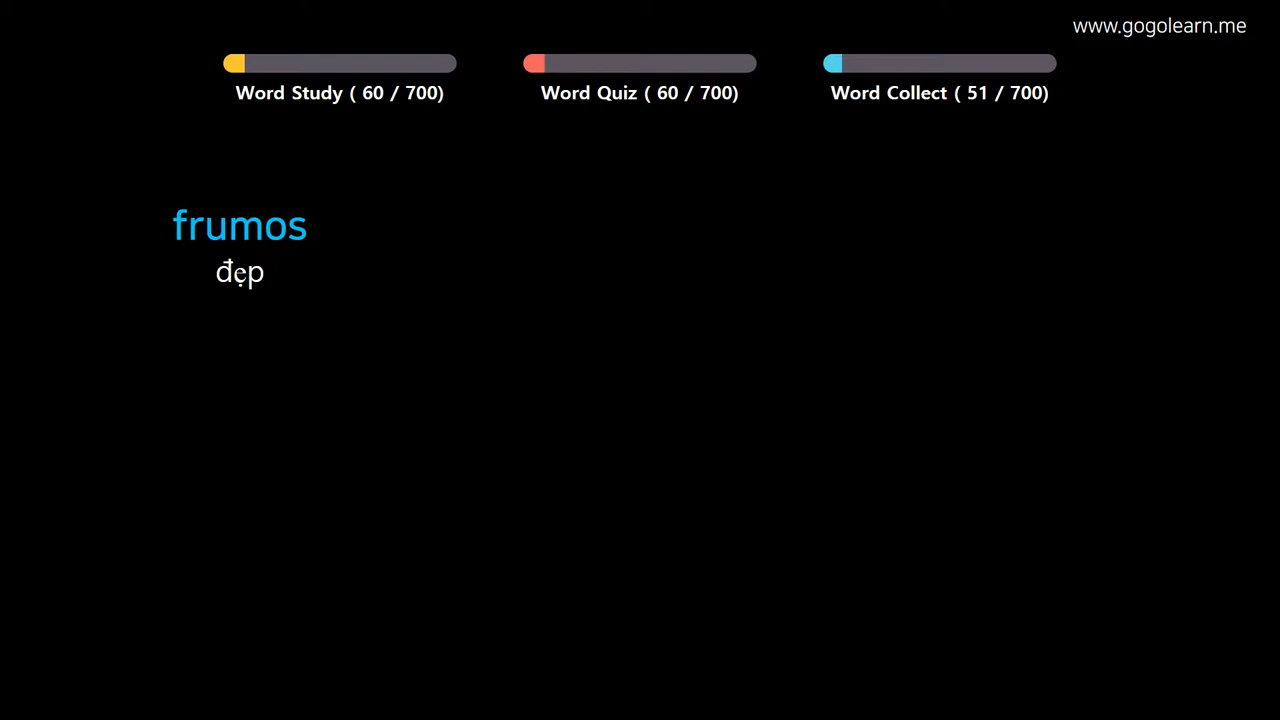 www.gogolearn.me
Word Study ( 60 / 700)
Word Quiz ( 60 / 700)
Word Collect ( 51 / 700)
frumos
đẹp